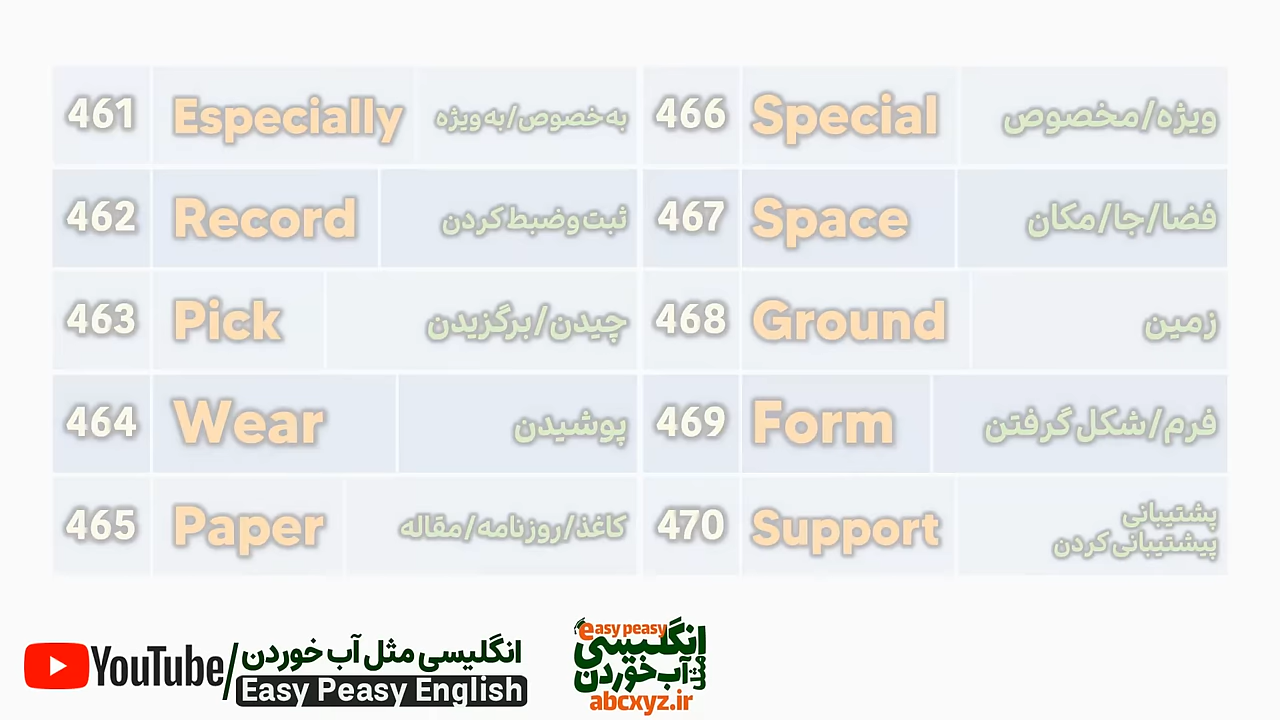 461 Especially به‌خصوص/به‌ویژه
462 Record ثبت و ضبط کردن
463 Pick چیدن/برگزیدن
464 Wear پوشیدن
465 Paper کاغذ/روزنامه/مقاله
466 Special ویژه/مخصوص
467 Space فضا/جا/مکان
468 Ground زمین
469 Form فرم/شکل گرفتن
470 Support پشتیبانی
پیشتیبانی کردن
YouTube/انگلیسی مثل آب خوردن
Easy Peasy English
easy peasy
انگلیسی
مثل آب خوردن
abcxyz.ir